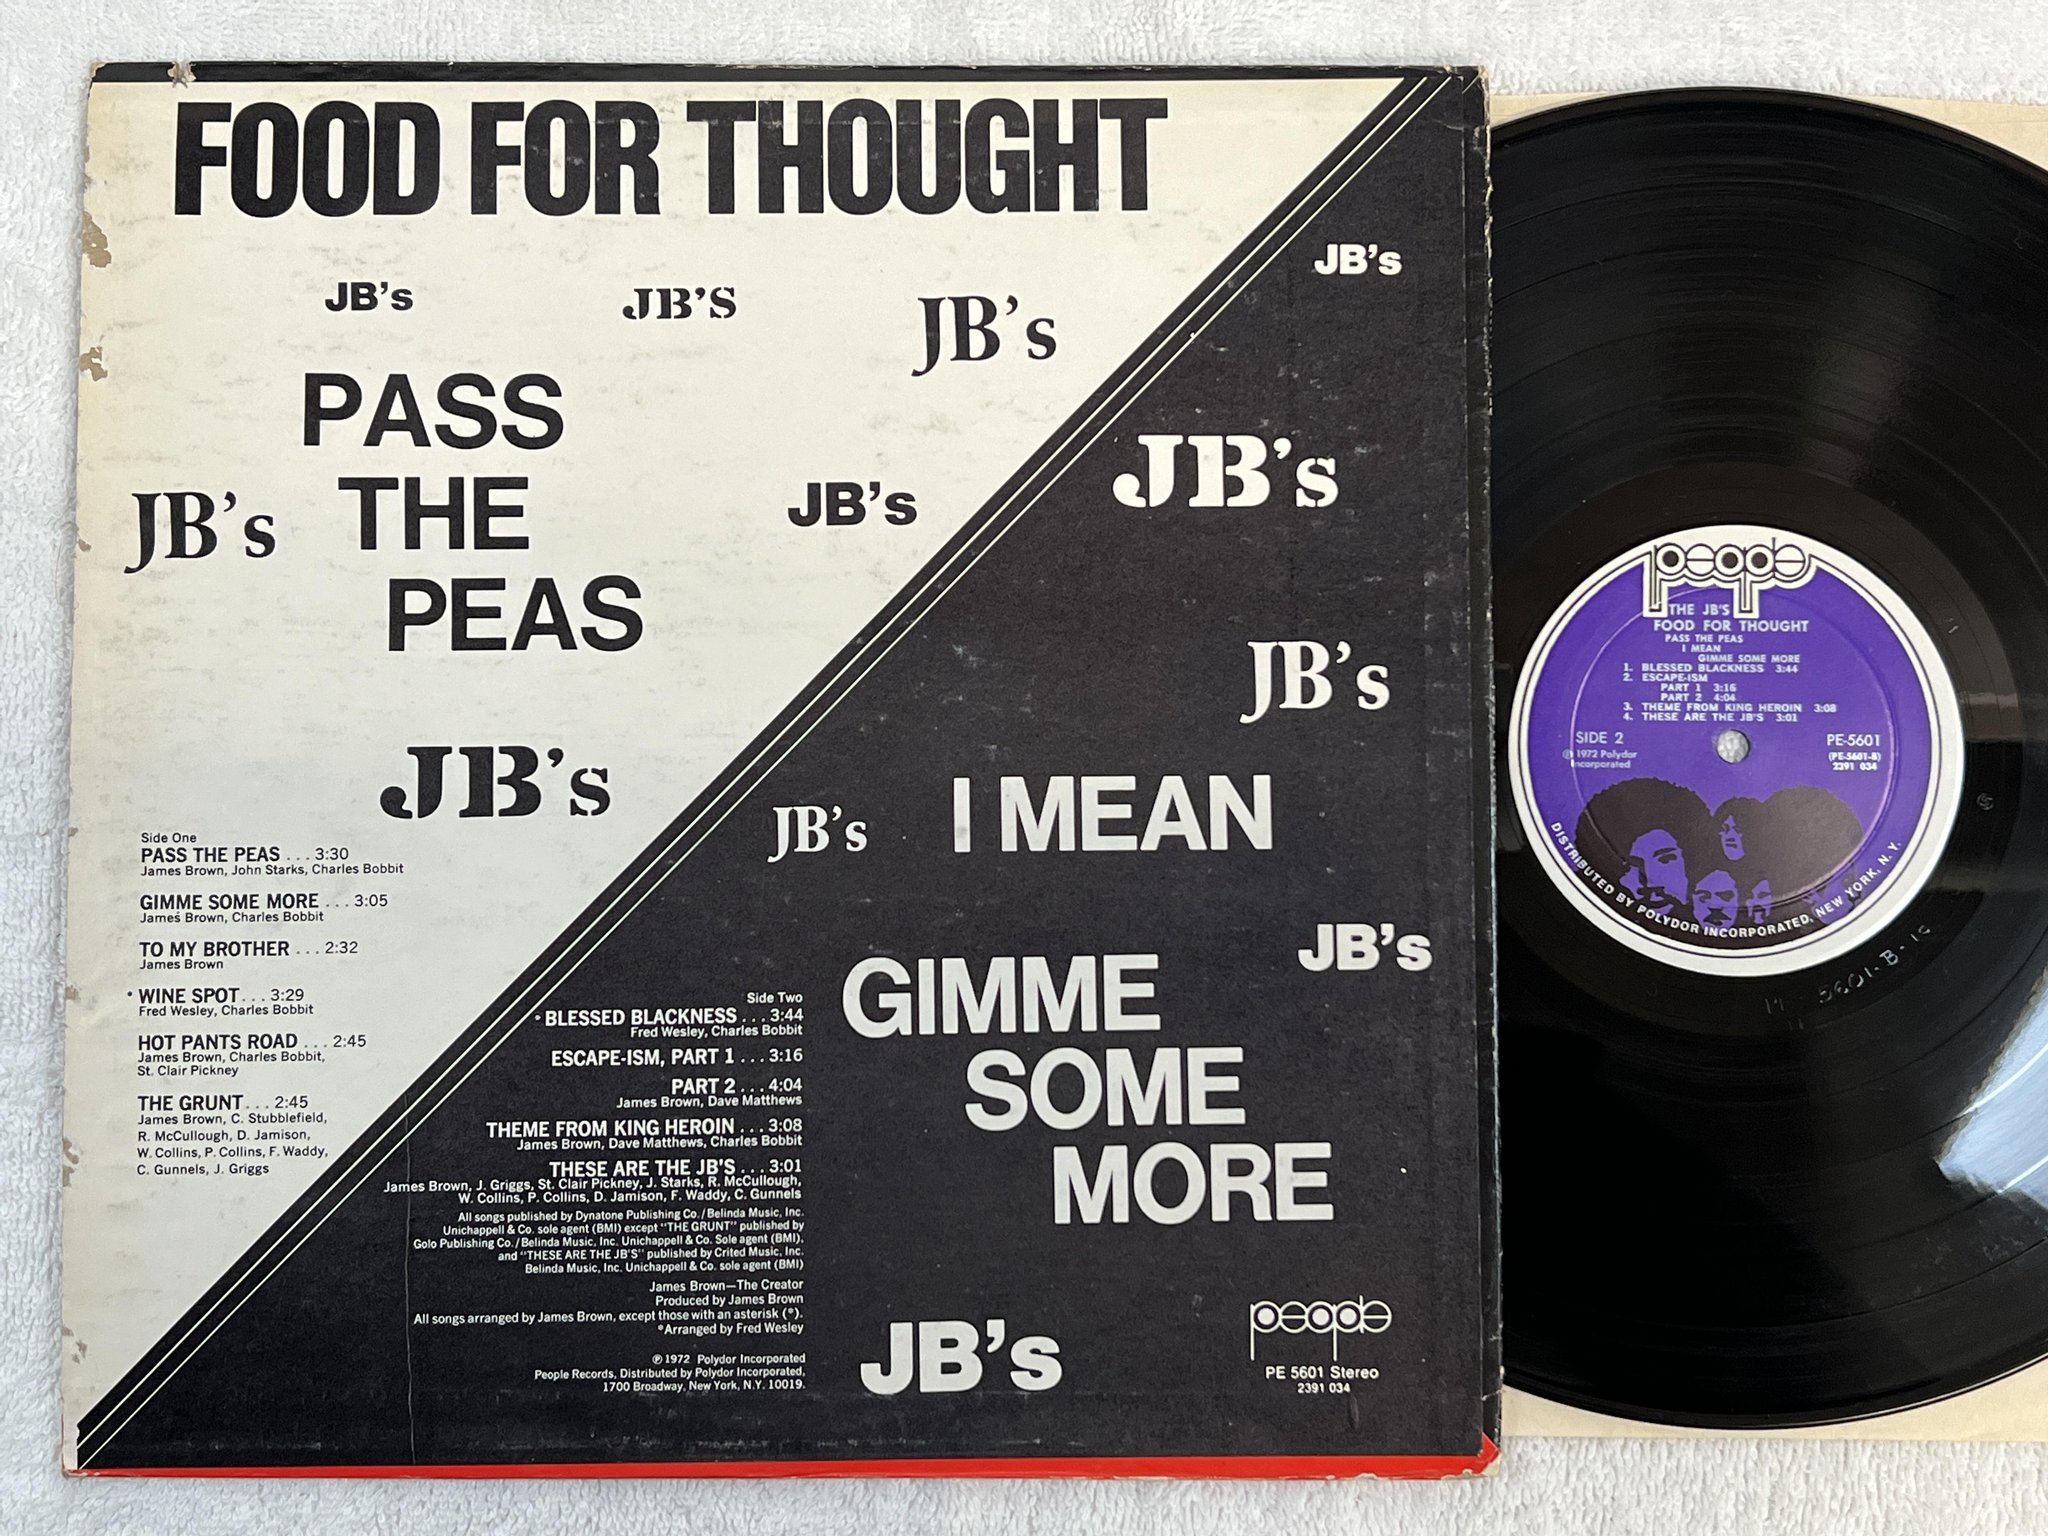 FOOD FOR THOUGHT
JB's
JB's
JB'S
JB's
PASS
THE
PEAS
JB's
JB's
JB's
JB's
JB's
JB's
JB's
I MEAN
JB's
GIMME
SOME
MORE
JB's
Side One
PASS THE PEAS ... 3:30
James Brown, John Starks, Charles Bobbit
GIMME SOME MORE ... 3:05
James Brown, Charles Bobbit
TO MY BROTHER ... 2:32
James Brown
* WINE SPOT... 3:29
Fred Wesley, Charles Bobbit
HOT PANTS ROAD ... 2:45
James Brown, Charles Bobbit,
St. Clair Pickney
THE GRUNT... 2:45
James Brown, C. Stubblefield,
R. McCullough, D. Jamison,
W. Collins, P. Collins, F. Waddy,
C. Gunnels, J. Griggs
Side Two
* BLESSED BLACKNESS ... 3:44
Fred Wesley, Charles Bobbit
ESCAPE-ISM, PART 1 ... 3:16
PART 2 ... 4:04
James Brown, Dave Matthews
THEME FROM KING HEROIN ... 3:08
James Brown, Dave Matthews, Charles Bobbit
THESE ARE THE JB'S ... 3:01
James Brown, J. Griggs, St. Clair Pickney, J. Starks, R. McCullough,
W. Collins, P. Collins, D. Jamison, F. Waddy, C. Gunnels
All songs published by Dynatone Publishing Co./Belinda Music, Inc.
Unichappell & Co. sole agent (BMI) except "THE GRUNT" published by
Golo Publishing Co./Belinda Music, Inc. Unichappell & Co. Sole agent (BMI),
and "THESE ARE THE JB'S" published by Crited Music, Inc.
Belinda Music, Inc. Unichappell & Co. sole agent (BMI)
James Brown—The Creator
Produced by James Brown
All songs arranged by James Brown, except those with an asterisk (*).
*Arranged by Fred Wesley
℗ 1972 Polydor Incorporated
People Records, Distributed by Polydor Incorporated,
1700 Broadway, New York, N.Y. 10019.
people
PE 5601 Stereo
2391 034
people
THE JB'S
FOOD FOR THOUGHT
PASS THE PEAS
I MEAN
GIMME SOME MORE
1. BLESSED BLACKNESS 3:44
2. ESCAPE-ISM
PART 1 3:16
PART 2 4:04
3. THEME FROM KING HEROIN 3:08
4. THESE ARE THE JB'S 3:01
SIDE 2
℗ 1972 Polydor
Incorporated
PE-5601
(PE-5601-B)
2391 034
DISTRIBUTED BY POLYDOR INCORPORATED, NEW YORK, N. Y.